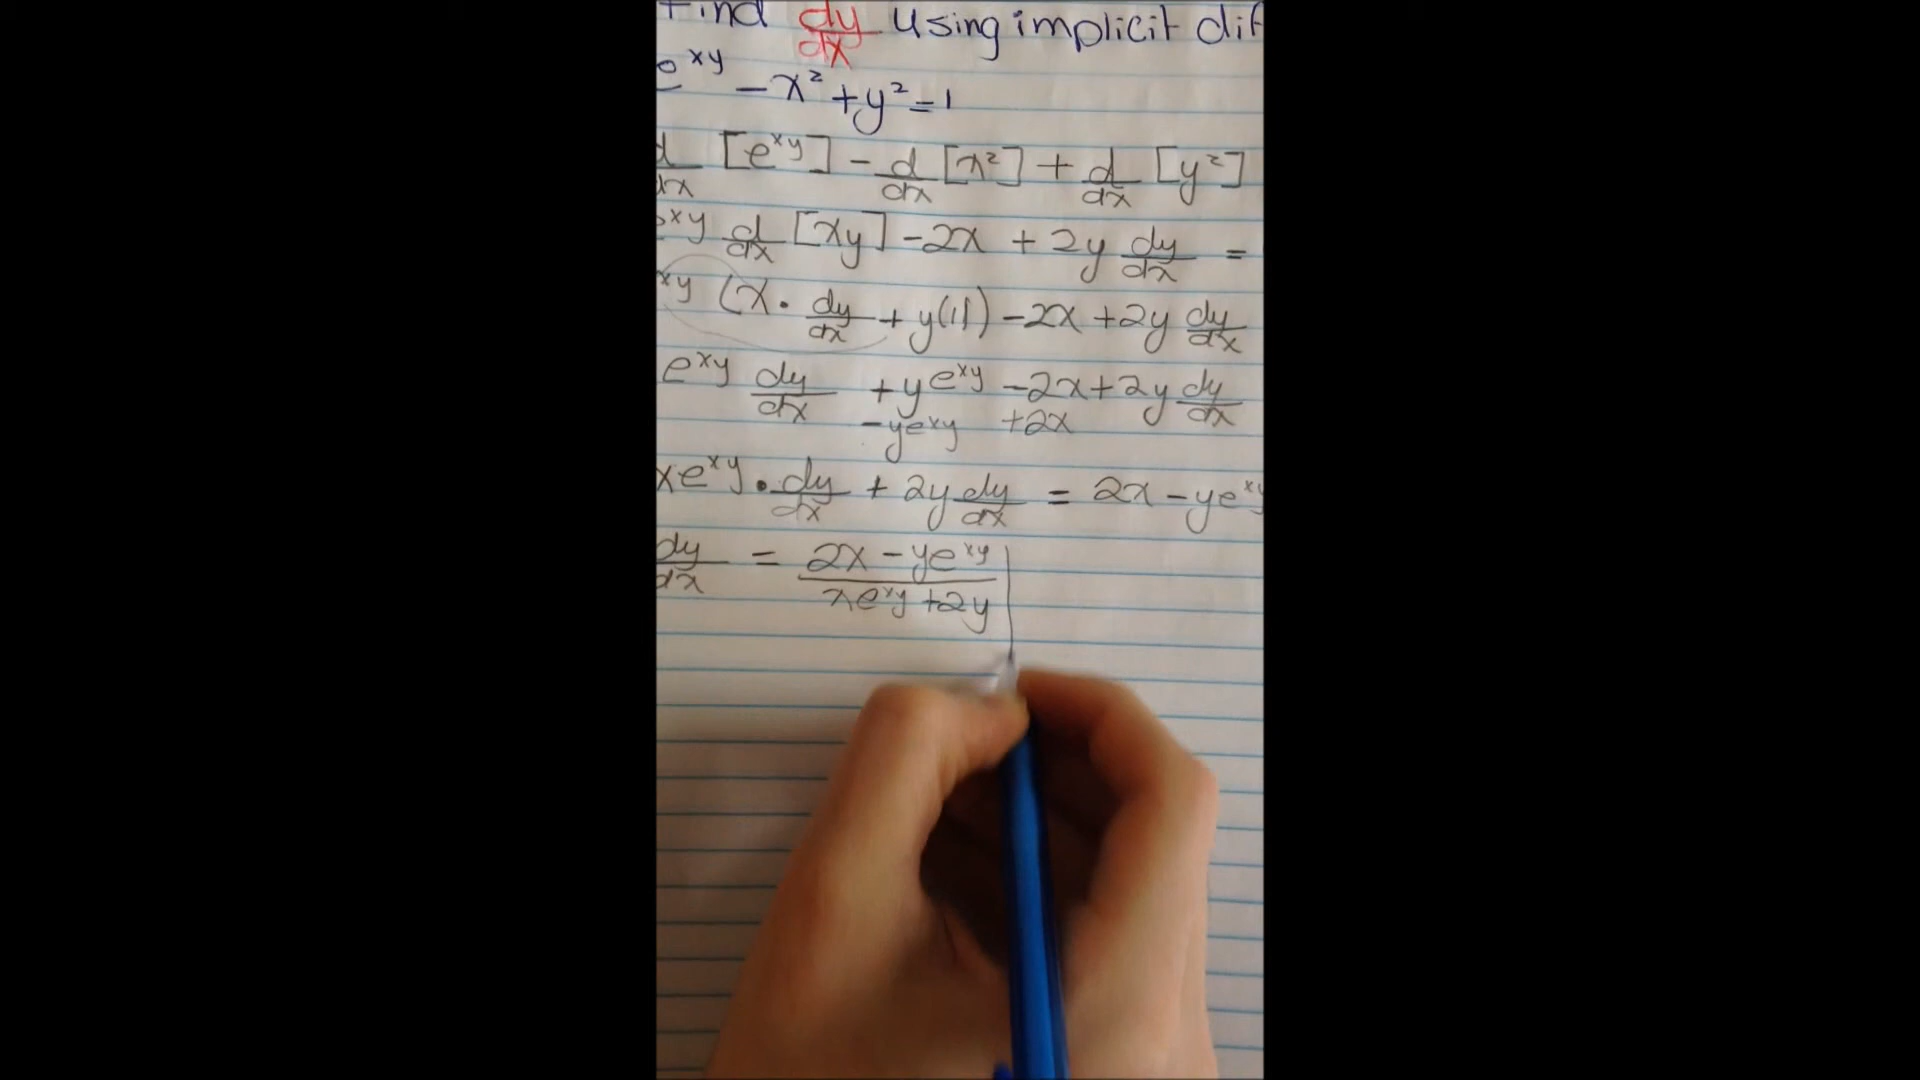 Find dy/dx using implicit dif
e^xy - x² + y² = 1
d/dx [e^xy] - d/dx [x²] + d/dx [y²]
e^xy d/dx [xy] - 2x + 2y dy/dx =
xy (x · dy/dx + y(1)) - 2x + 2y dy/dx
e^xy dy/dx + ye^xy - 2x + 2y dy/dx
-ye^xy +2x
xe^xy · dy/dx + 2y dy/dx = 2x - ye^xy
dy/dx = (2x - ye^xy)/(xe^xy + 2y)